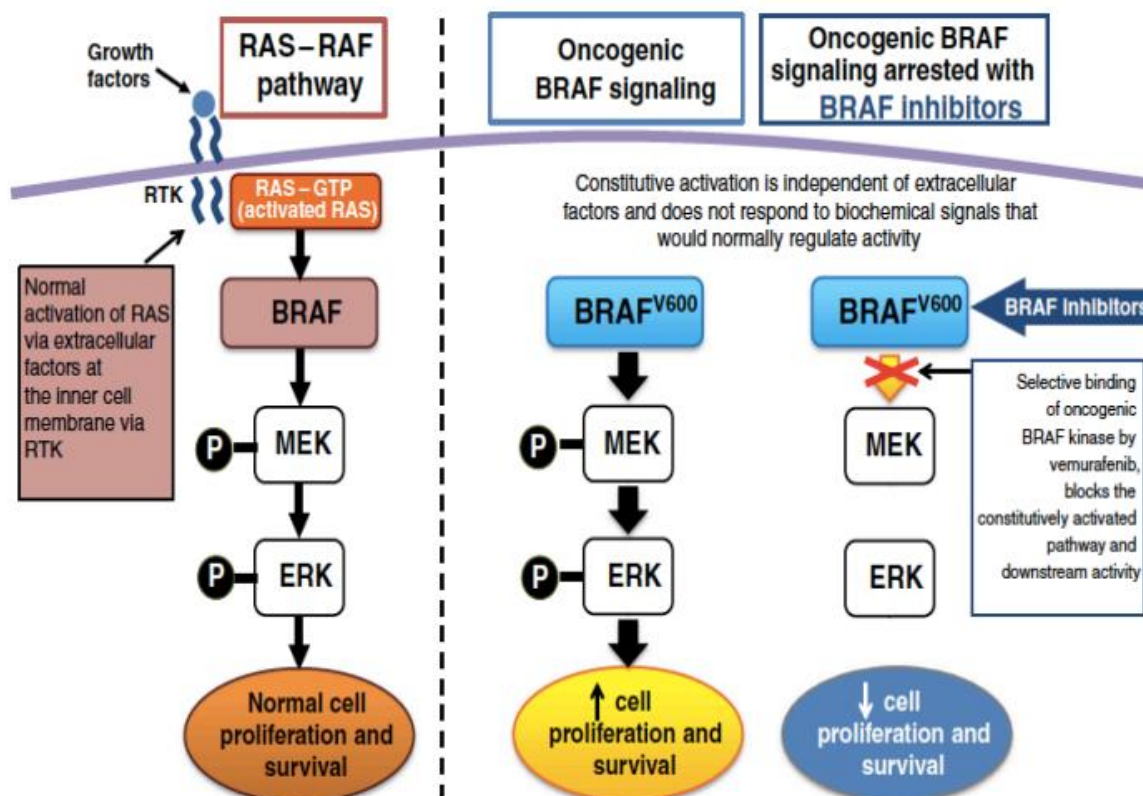 Growth
factors
RAS–RAF
pathway
RTK
RAS–GTP
(activated RAS)
Normal
activation of RAS
via extracellular
factors at
the inner cell
membrane via
RTK
BRAF
P
MEK
P
ERK
Normal cell
proliferation and
survival
Oncogenic
BRAF signaling
Oncogenic BRAF
signaling arrested with
BRAF inhibitors
Constitutive activation is independent of extracellular
factors and does not respond to biochemical signals that
would normally regulate activity
BRAFV600
P
MEK
P
ERK
↑ cell
proliferation and
survival
BRAFV600
BRAF inhibitors
Selective binding
of oncogenic
BRAF kinase by
vemurafenib,
blocks the
constitutively activated
pathway and
downstream activity
MEK
ERK
↓ cell
proliferation and
survival